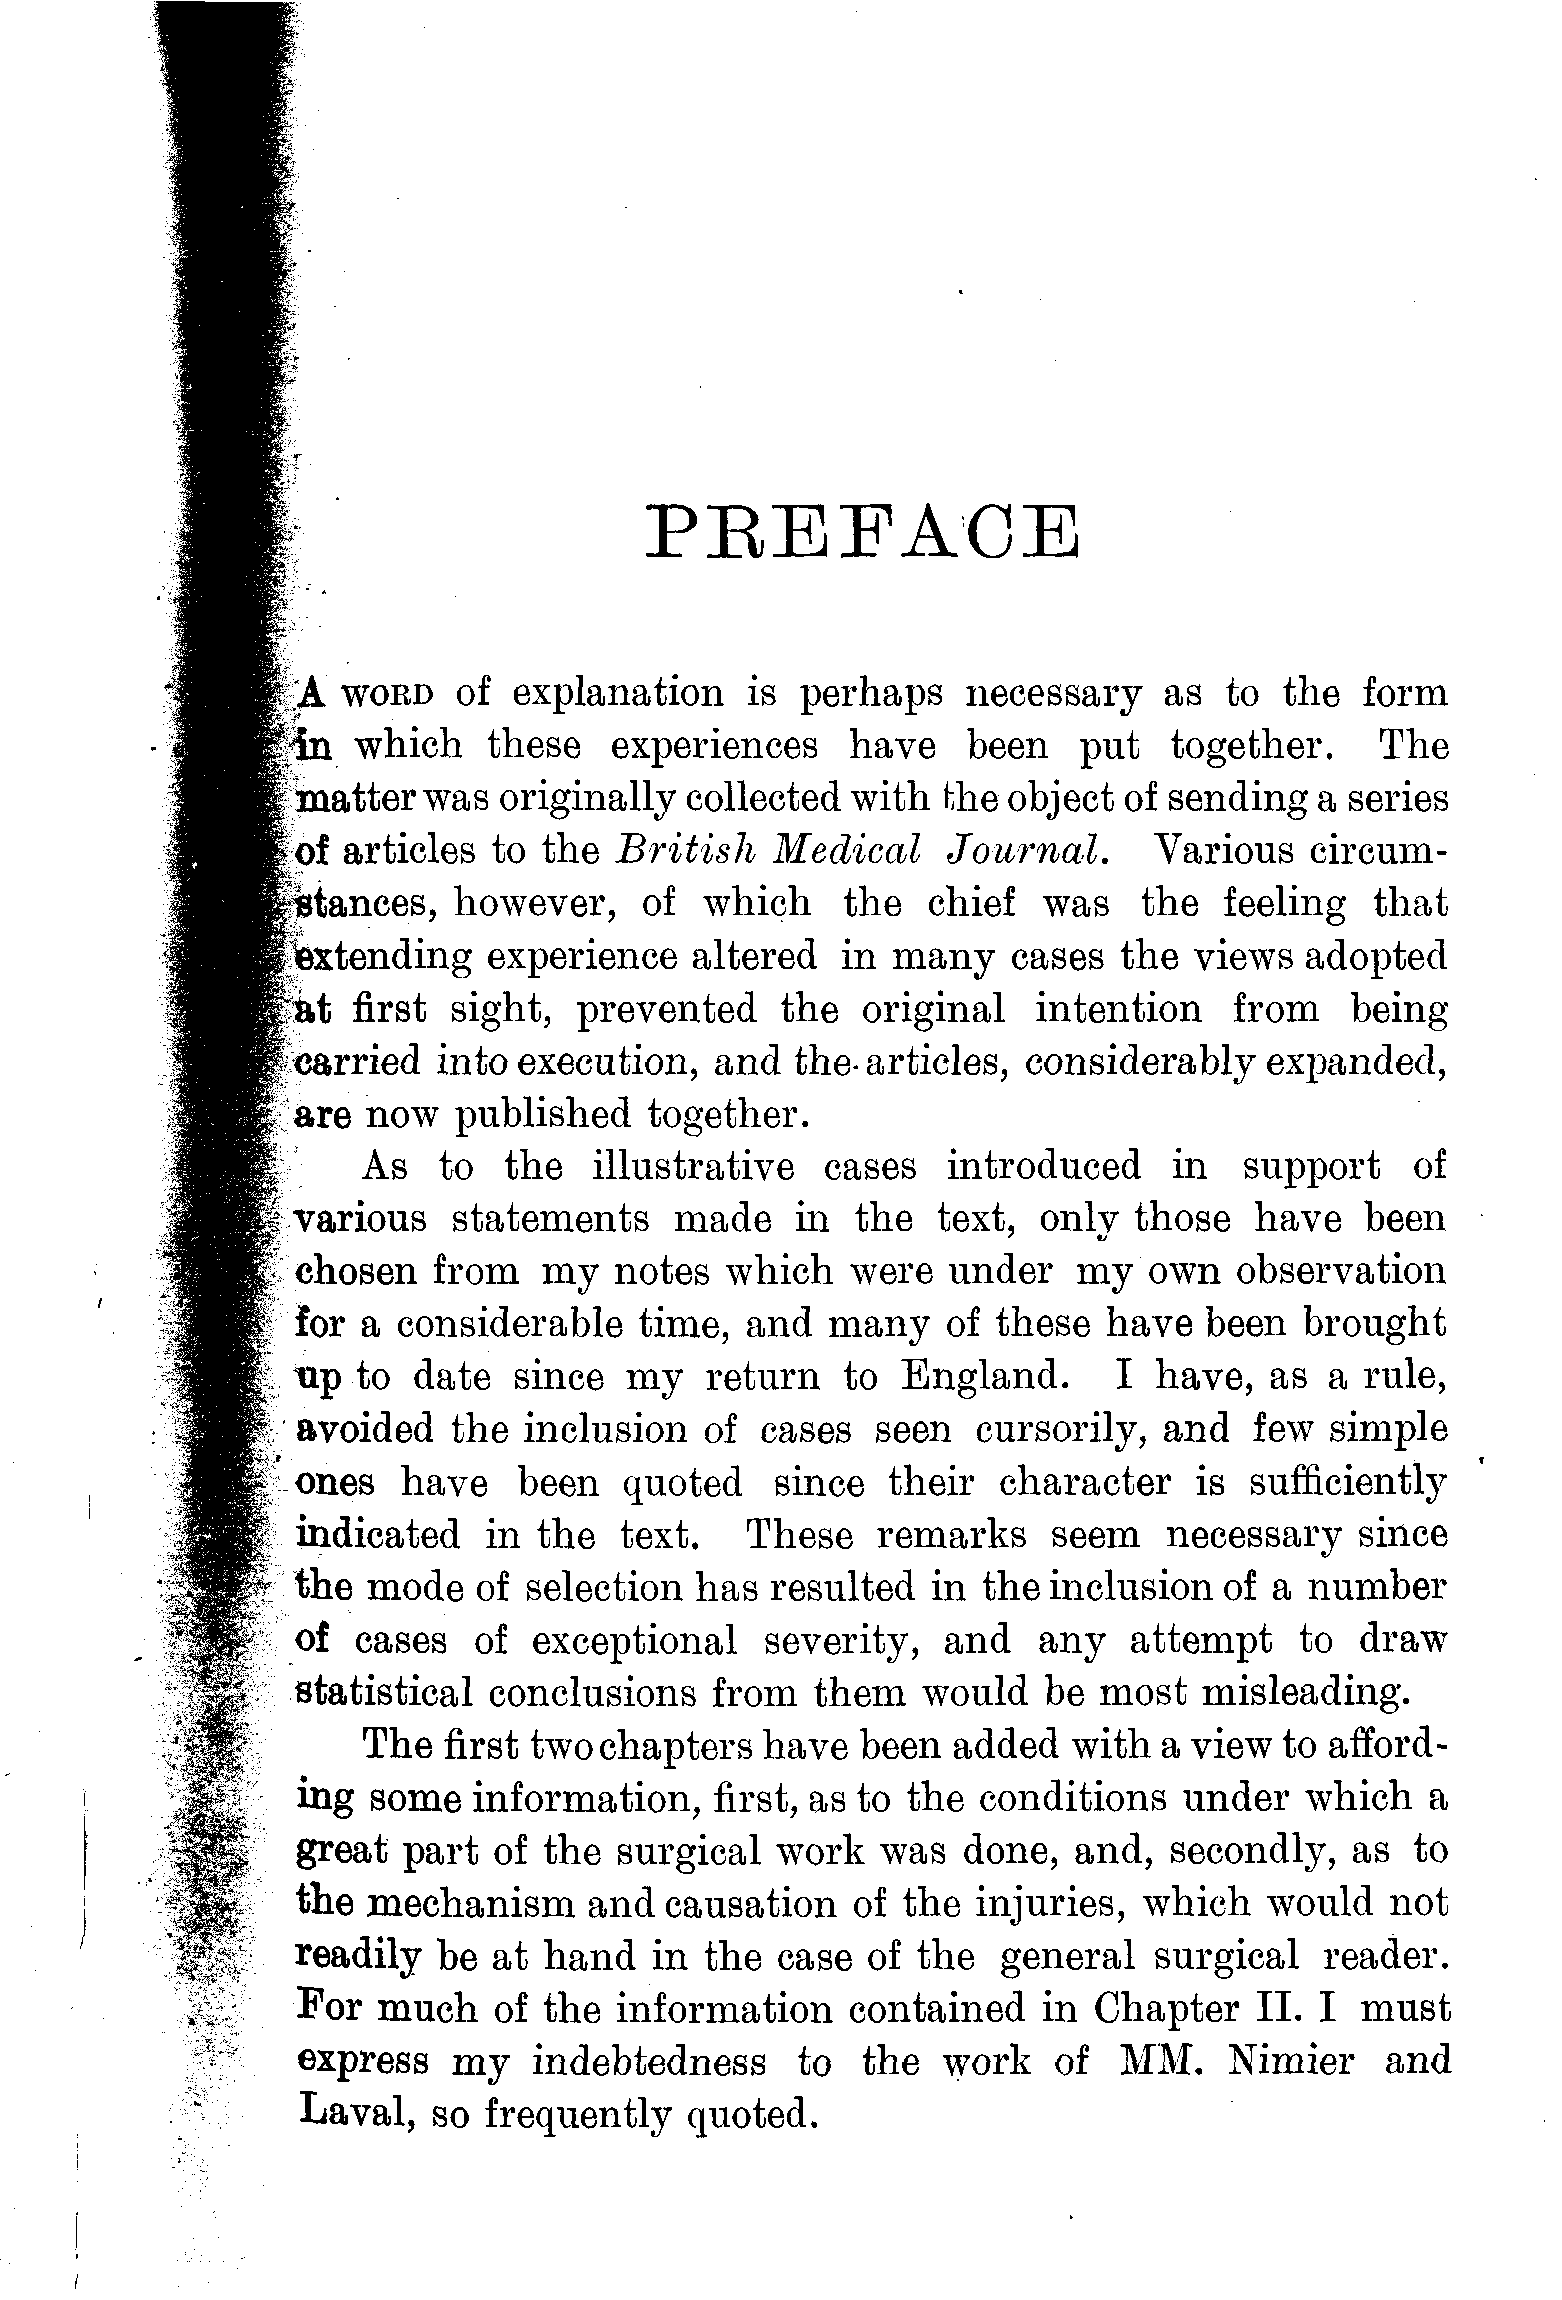 PREFACE
A WORD of explanation is perhaps necessary as to the form
in which these experiences have been put together. The
matter was originally collected with the object of sending a series
of articles to the British Medical Journal. Various circum-
stances, however, of which the chief was the feeling that
extending experience altered in many cases the views adopted
at first sight, prevented the original intention from being
carried into execution, and the articles, considerably expanded,
are now published together.
As to the illustrative cases introduced in support of
various statements made in the text, only those have been
chosen from my notes which were under my own observation
for a considerable time, and many of these have been brought
up to date since my return to England. I have, as a rule,
avoided the inclusion of cases seen cursorily, and few simple
ones have been quoted since their character is sufficiently
indicated in the text. These remarks seem necessary since
the mode of selection has resulted in the inclusion of a number
of cases of exceptional severity, and any attempt to draw
statistical conclusions from them would be most misleading.
The first two chapters have been added with a view to afford-
ing some information, first, as to the conditions under which a
great part of the surgical work was done, and, secondly, as to
the mechanism and causation of the injuries, which would not
readily be at hand in the case of the general surgical reader.
For much of the information contained in Chapter II. I must
express my indebtedness to the work of MM. Nimier and
Laval, so frequently quoted.